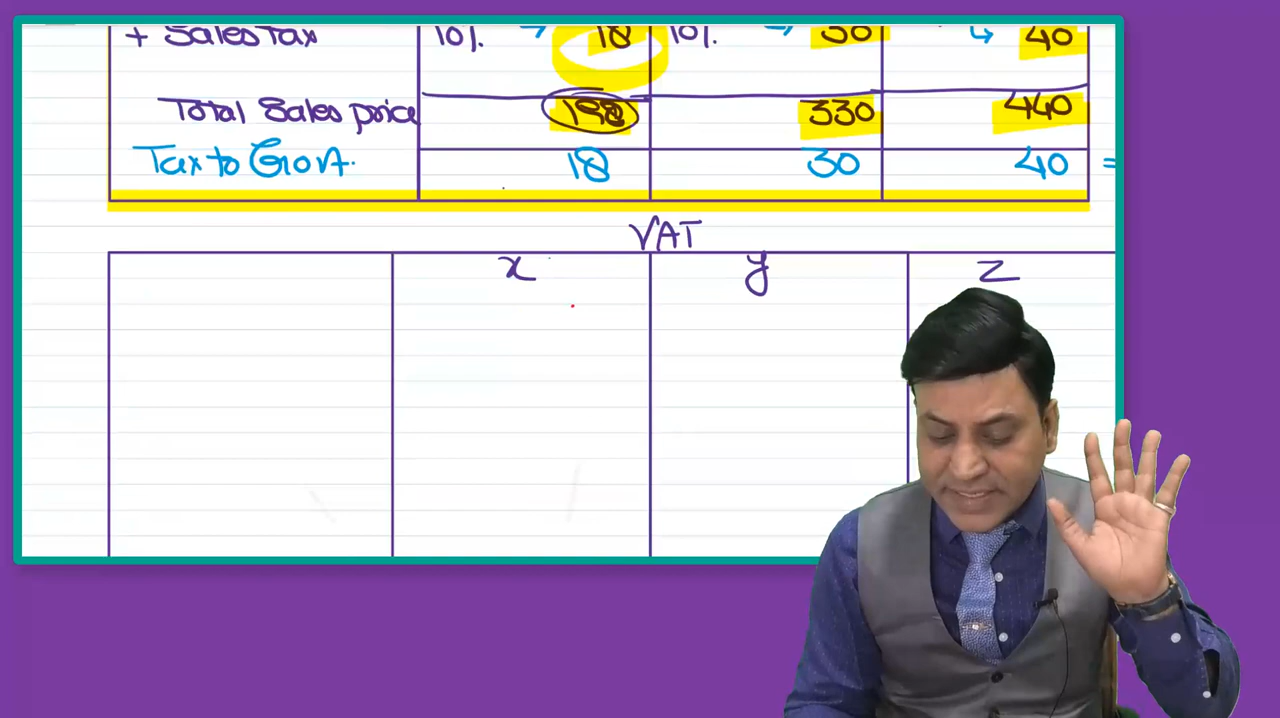 + Sales Tax 10%. → 18 10%. → 30 ↳ 40
Total Sales price 198 330 440
Tax to Govt. 18 30 40 =
VAT
x y z